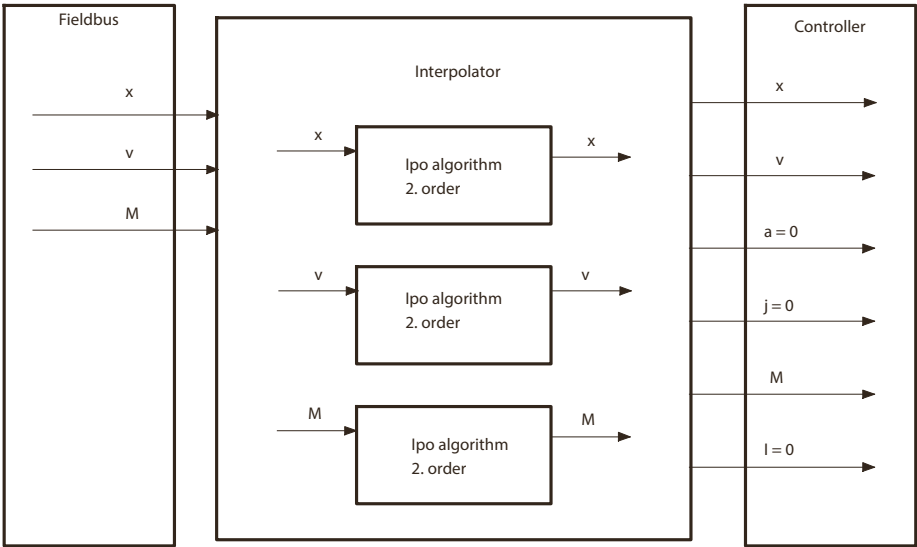 Fieldbus
x
v
M
Interpolator
x
Ipo algorithm
2. order
x
v
Ipo algorithm
2. order
v
M
Ipo algorithm
2. order
M
Controller
x
v
a = 0
j = 0
M
I = 0